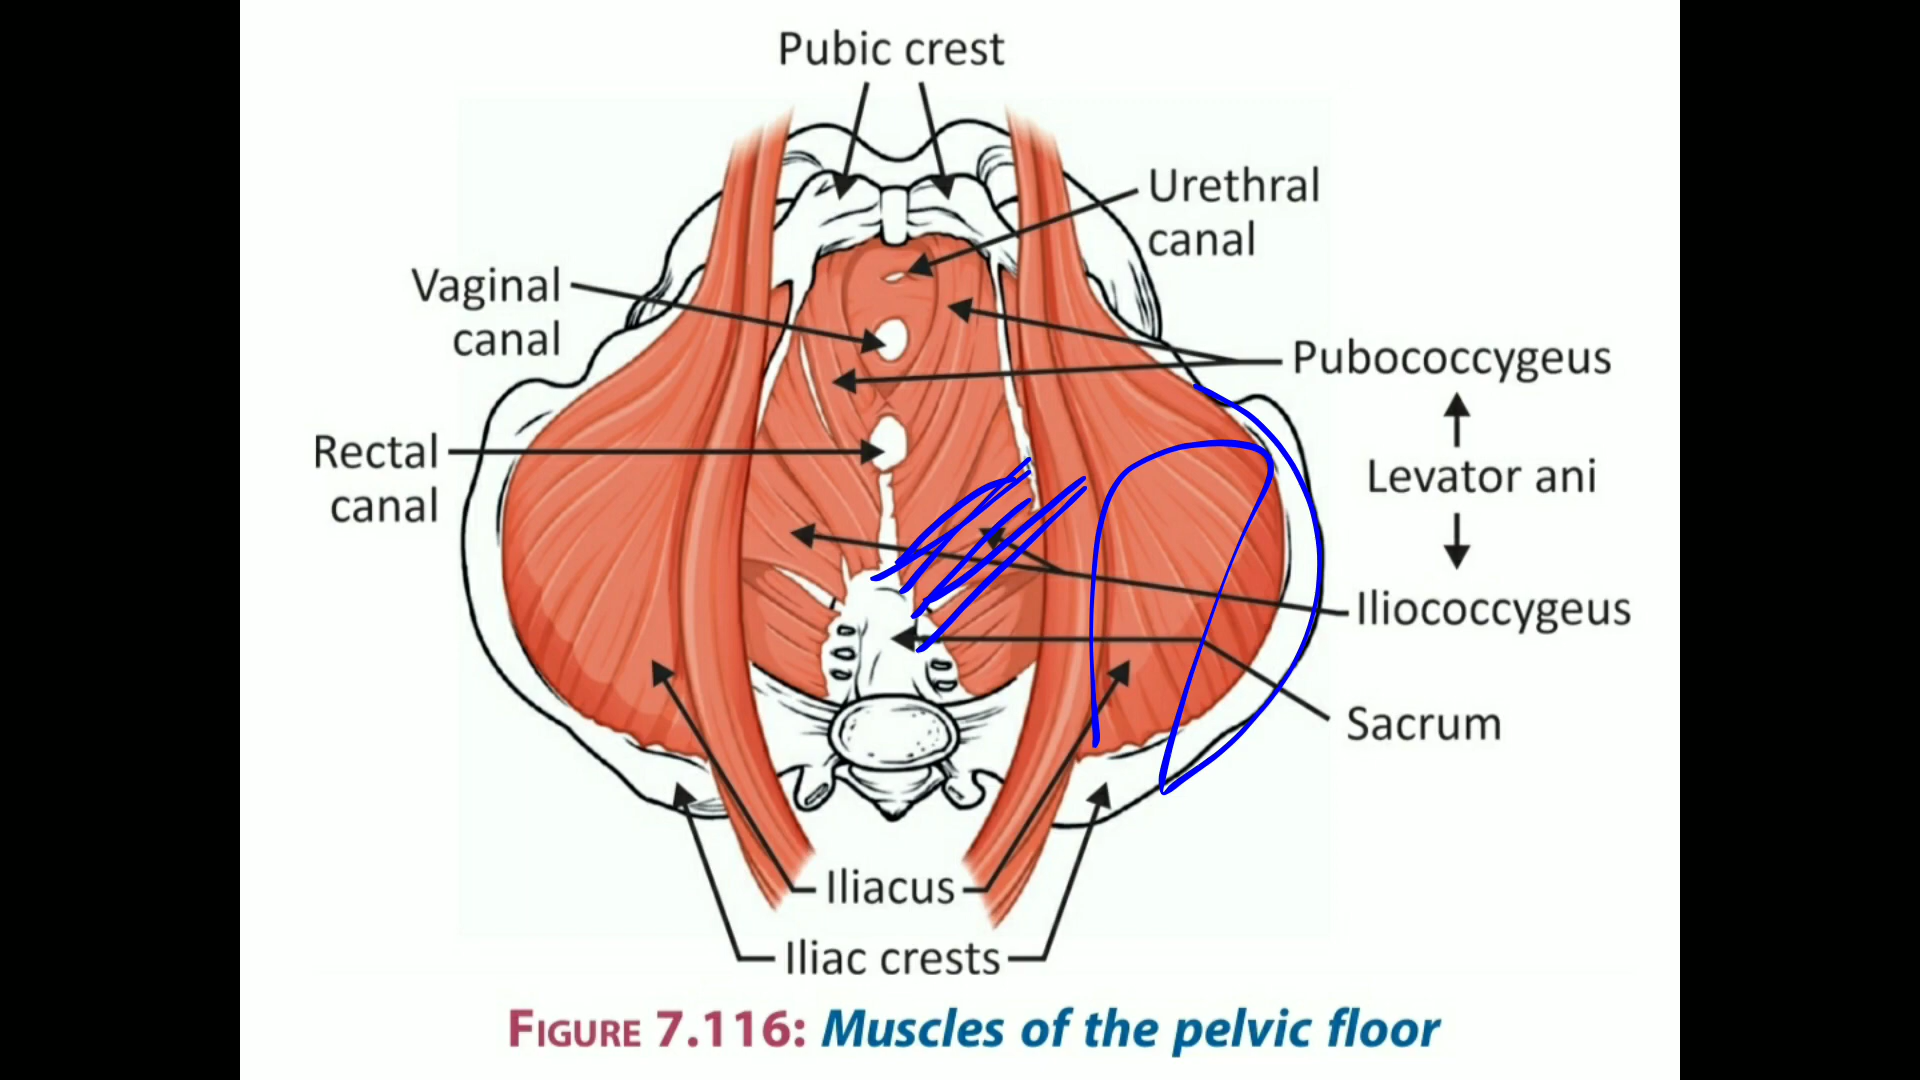 Pubic crest
Urethral
canal
Vaginal
canal
Pubococcygeus
Rectal
canal
Levator ani
Iliococcygeus
Sacrum
Iliacus
Iliac crests
FIGURE 7.116: Muscles of the pelvic floor